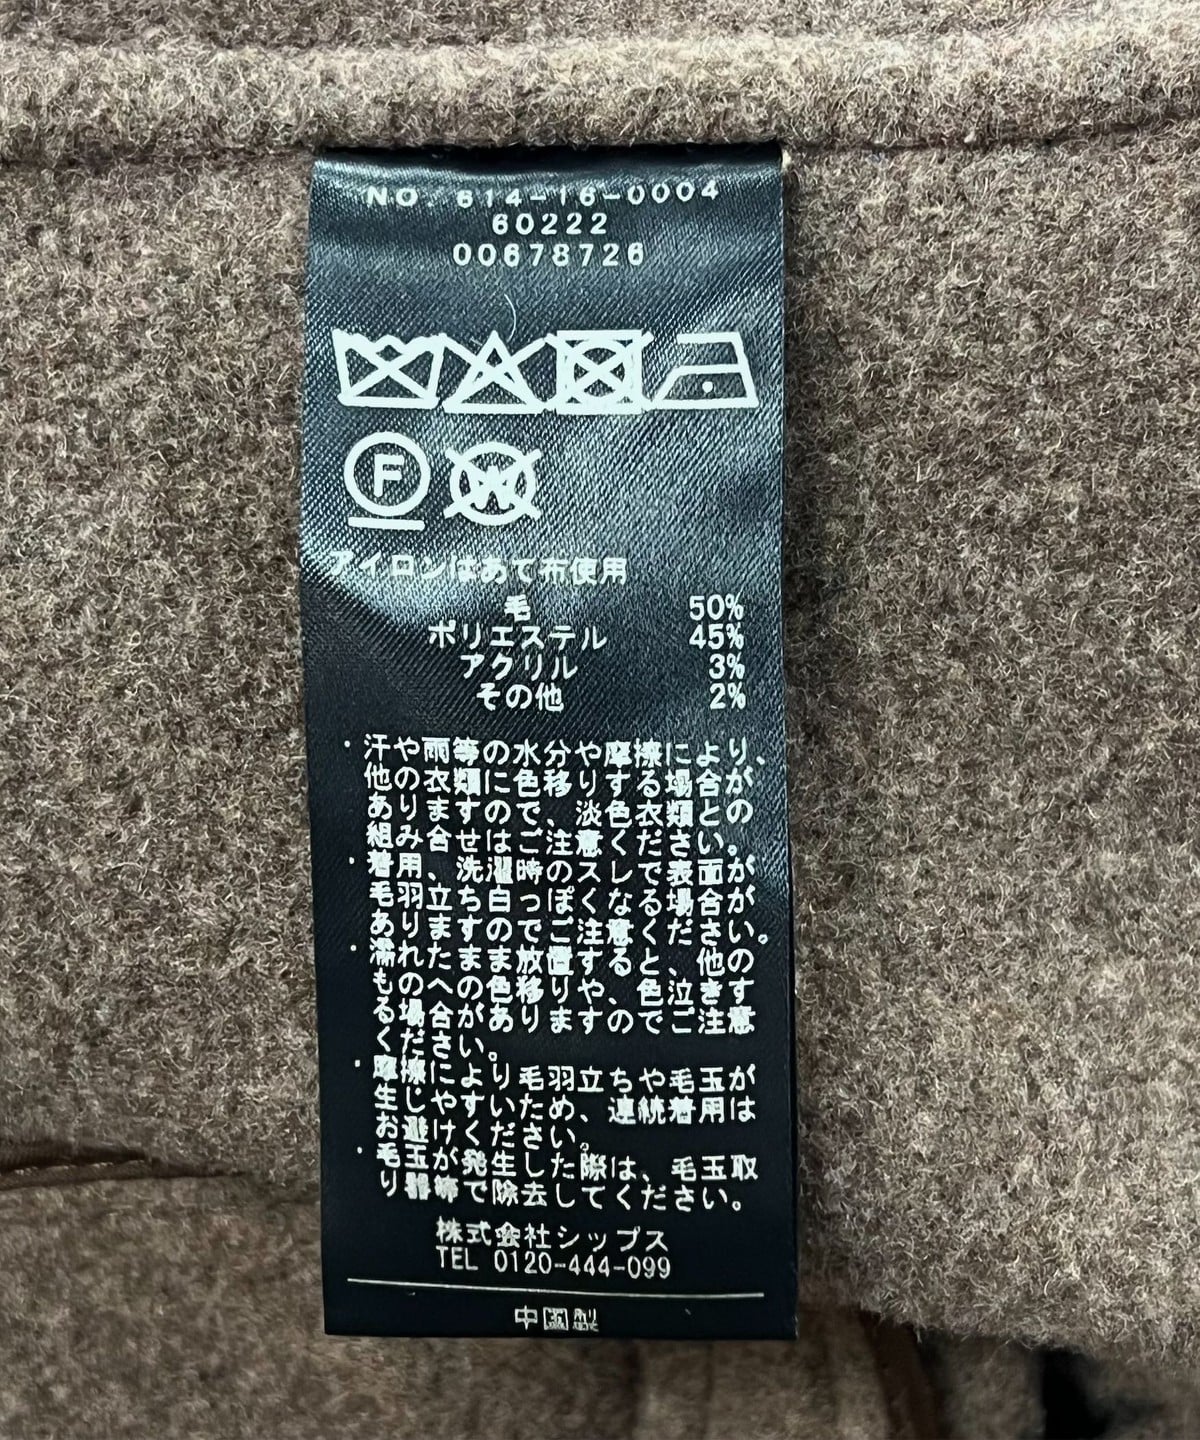 NO. 614-16-0004
60222
00678726
F
W
アイロンはあて布使用
毛 50%
ポリエステル 45%
アクリル 3%
その他 2%
・汗や雨等の水分や摩擦により、
他の衣類に色移りする場合が
ありますので、淡色衣類との
組み合せはご注意ください。
・着用、洗濯時のスレで表面が
毛羽立ち白っぽくなる場合が
ありますのでご注意ください。
・濡れたまま放置すると、他の
ものへの色移りや、色泣きす
る場合がありますのでご注意
ください。
・摩擦により毛羽立ちや毛玉が
生じやすいため、連続着用は
お避けください。
・毛玉が発生した際は、毛玉取
り器等で除去してください。
株式会社シップス
TEL 0120-444-099
中国製